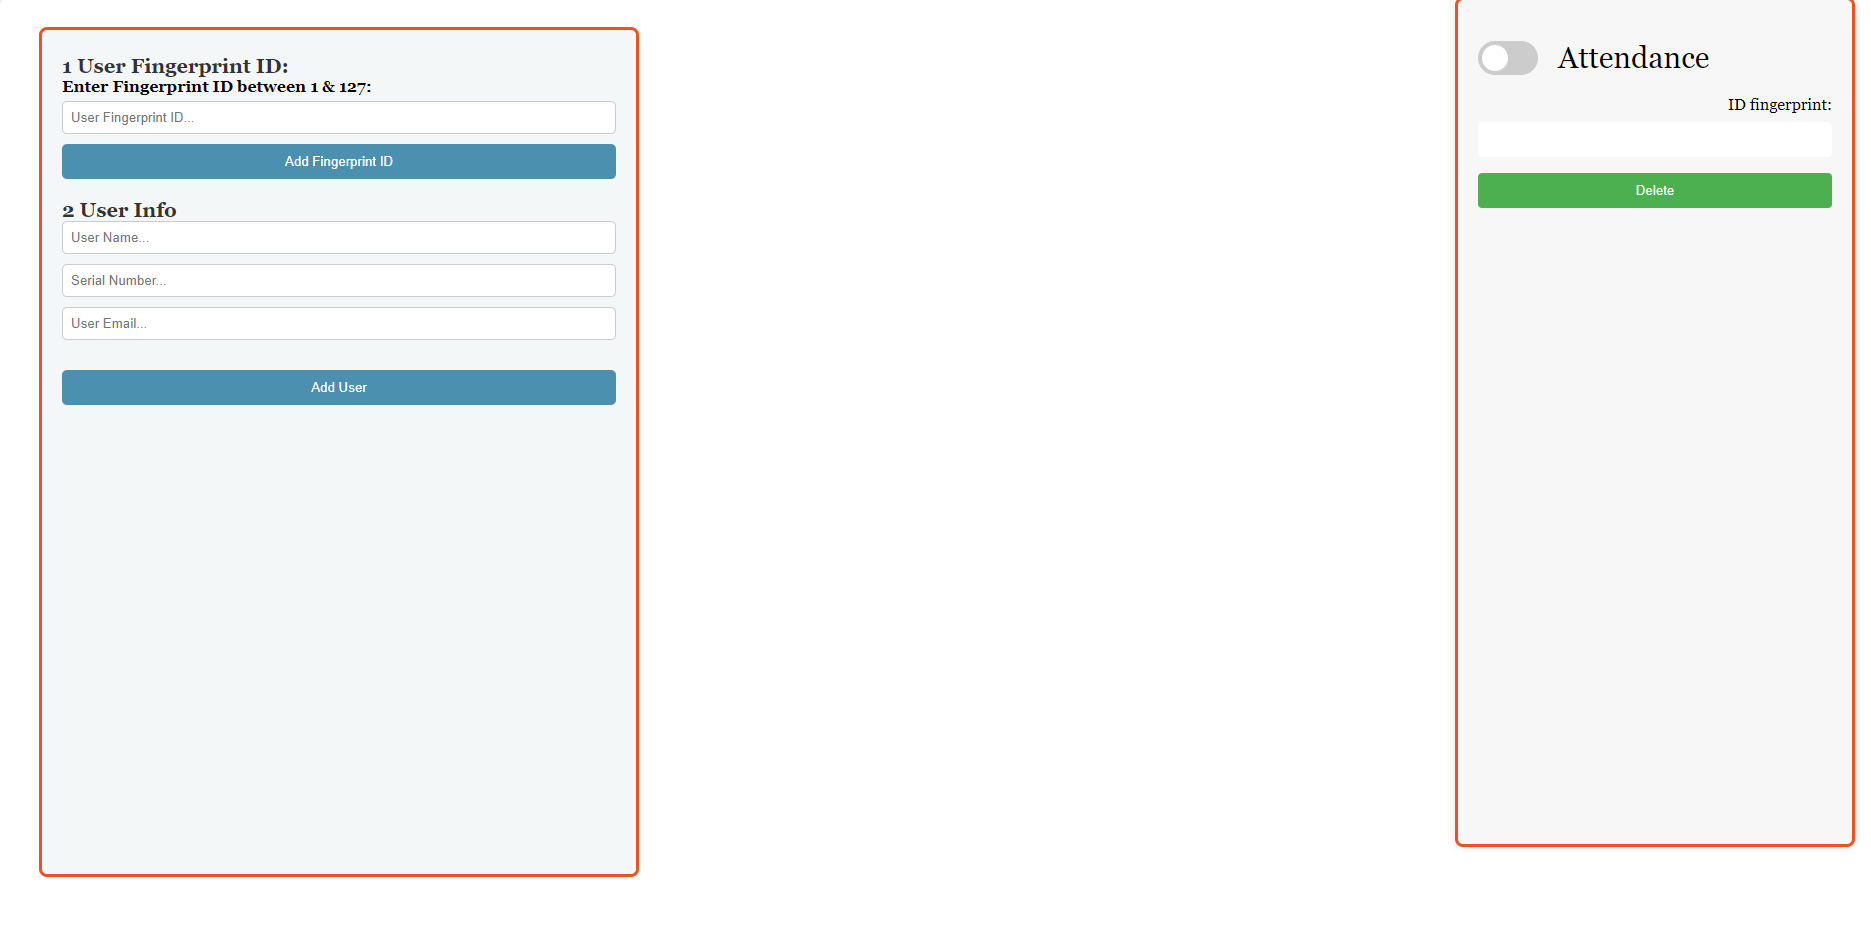 1 User Fingerprint ID:
Enter Fingerprint ID between 1 & 127:
User Fingerprint ID...
Add Fingerprint ID
2 User Info
User Name...
Serial Number...
User Email...
Add User
Attendance
ID fingerprint:
Delete